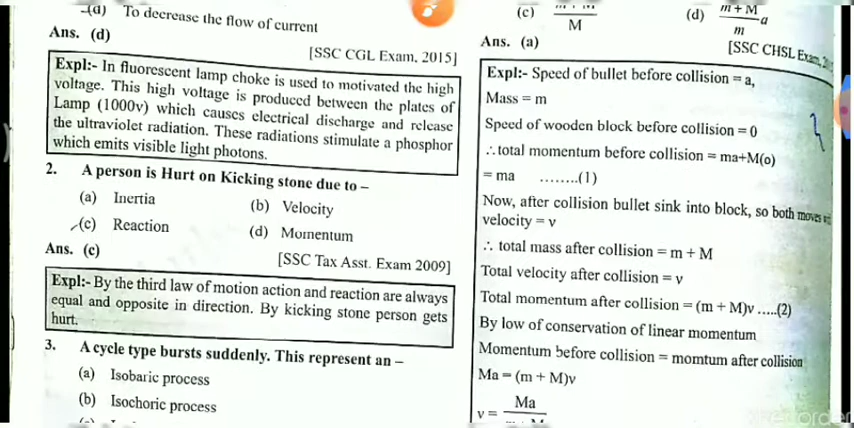 (d) To decrease the flow of current
Ans. (d)
[SSC CGL Exam, 2015]
Expl:- In fluorescent lamp choke is used to motivated the high
voltage. This high voltage is produced between the plates of
Lamp (1000v) which causes electrical discharge and release
the ultraviolet radiation. These radiations stimulate a phosphor
which emits visible light photons.
2. A person is Hurt on Kicking stone due to –
(a) Inertia (b) Velocity
(c) Reaction (d) Momentum
Ans. (c)
[SSC Tax Asst. Exam 2009]
Expl:- By the third law of motion action and reaction are always
equal and opposite in direction. By kicking stone person gets
hurt.
3. A cycle type bursts suddenly. This represent an –
(a) Isobaric process
(b) Isochoric process
(c) M (d) m + M
m a
Ans. (a)
[SSC CHSL Exam,
Expl:- Speed of bullet before collision = a,
Mass = m
Speed of wooden block before collision = 0
∴total momentum before collision = ma+M(o)
= ma ........(1)
Now, after collision bullet sink into block, so both moves
velocity = v
∴ total mass after collision = m + M
Total velocity after collision = v
Total momentum after collision = (m + M)v .....(2)
By low of conservation of linear momentum
Momentum before collision = momtum after collision
Ma = (m + M)v
v = Ma